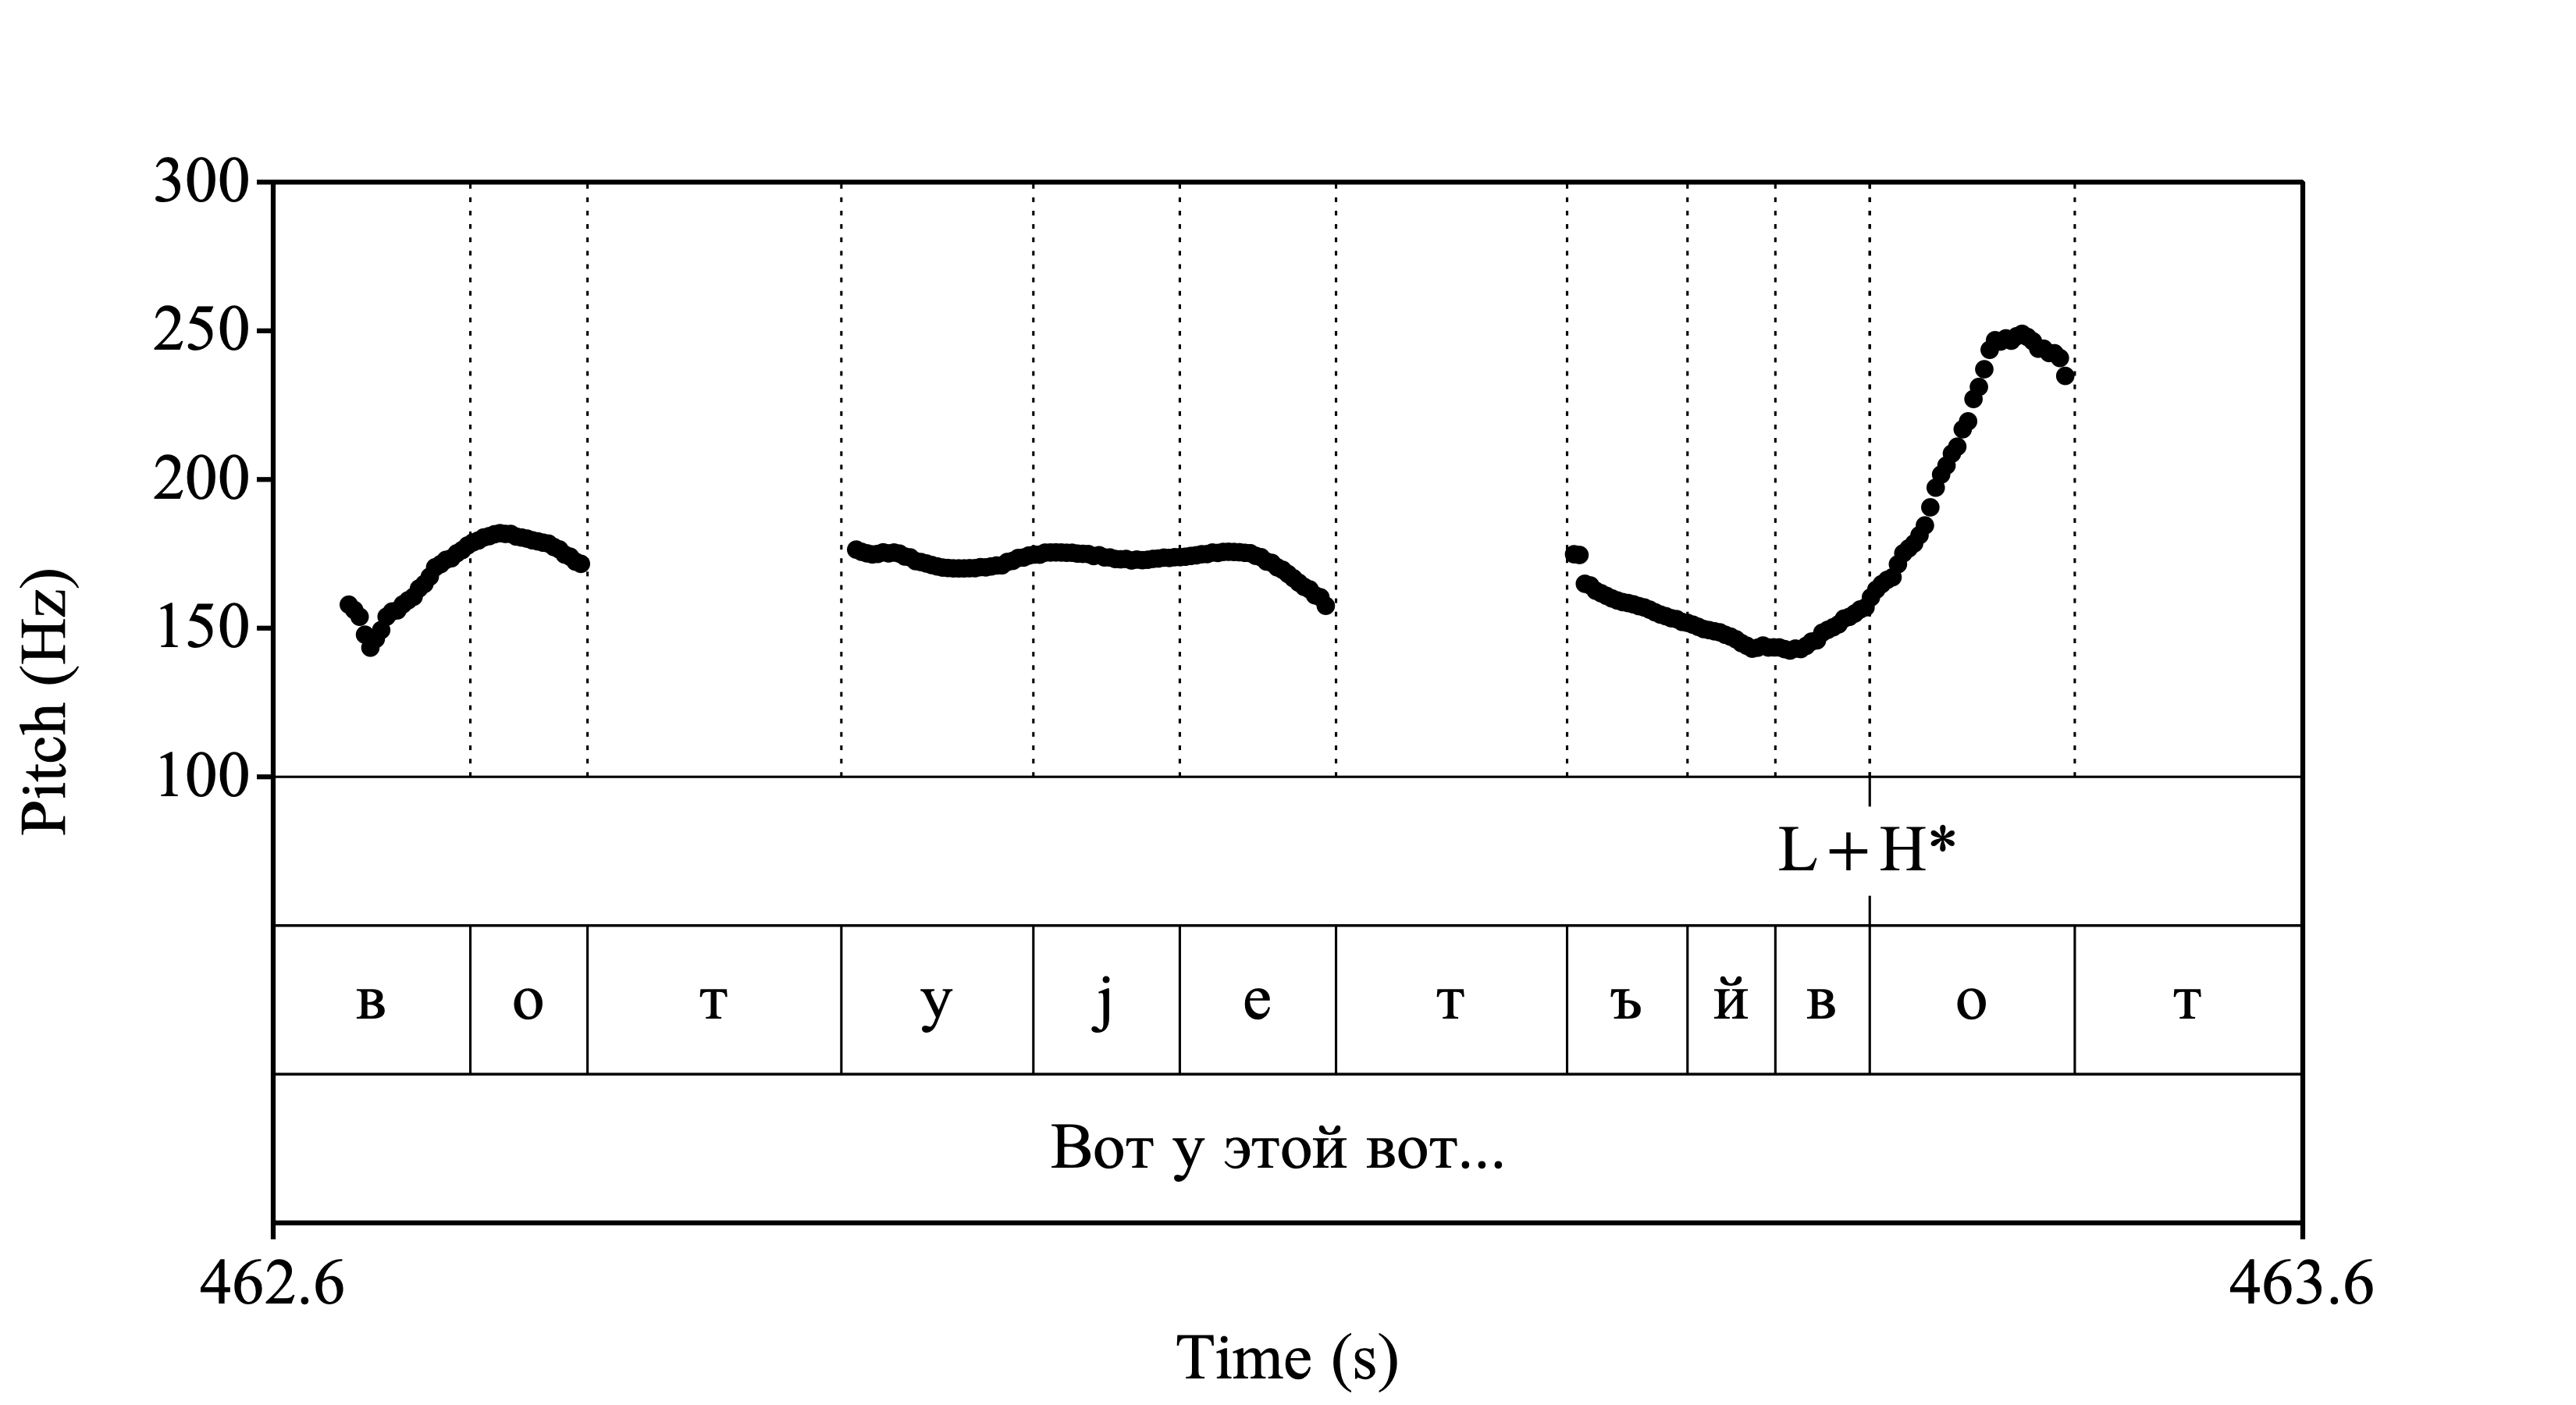 300
250
200
150
100
Pitch (Hz)
L+H*
в о т у j е т ъ й в о т
Вот у этой вот...
462.6 463.6
Time (s)